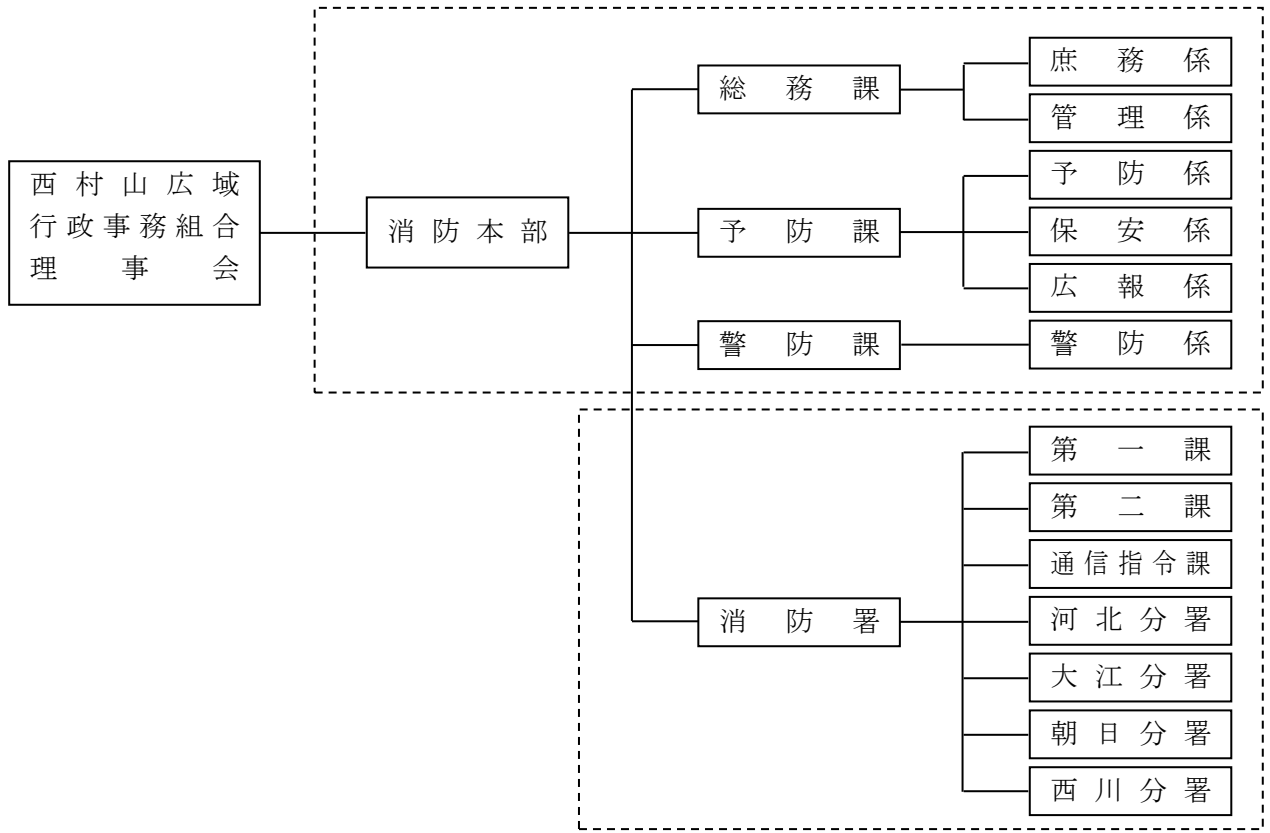 西村山広域
行政事務組合
理事会
消防本部
総務課
庶務係
管理係
予防課
予防係
保安係
広報係
警防課
警防係
消防署
第一課
第二課
通信指令課
河北分署
大江分署
朝日分署
西川分署